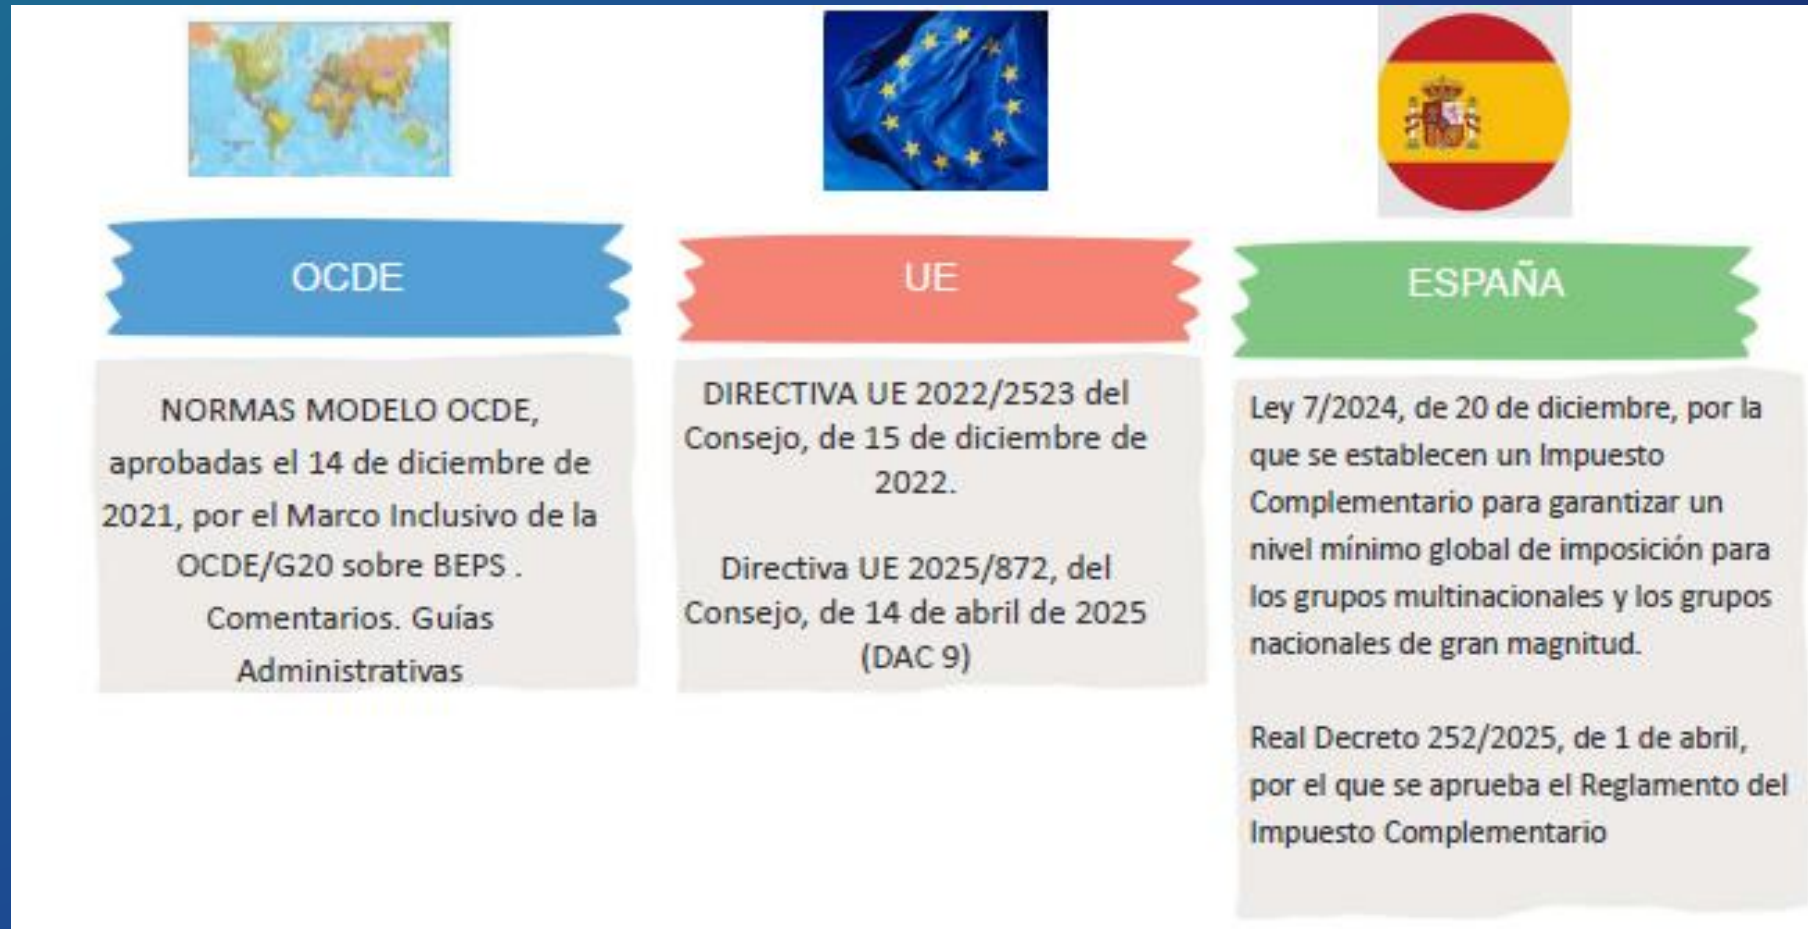 OCDE
NORMAS MODELO OCDE,
aprobadas el 14 de diciembre de
2021, por el Marco Inclusivo de la
OCDE/G20 sobre BEPS .
Comentarios. Guías
Administrativas
UE
DIRECTIVA UE 2022/2523 del
Consejo, de 15 de diciembre de
2022.
Directiva UE 2025/872, del
Consejo, de 14 de abril de 2025
(DAC 9)
ESPAÑA
Ley 7/2024, de 20 de diciembre, por la
que se establecen un Impuesto
Complementario para garantizar un
nivel mínimo global de imposición para
los grupos multinacionales y los grupos
nacionales de gran magnitud.
Real Decreto 252/2025, de 1 de abril,
por el que se aprueba el Reglamento del
Impuesto Complementario